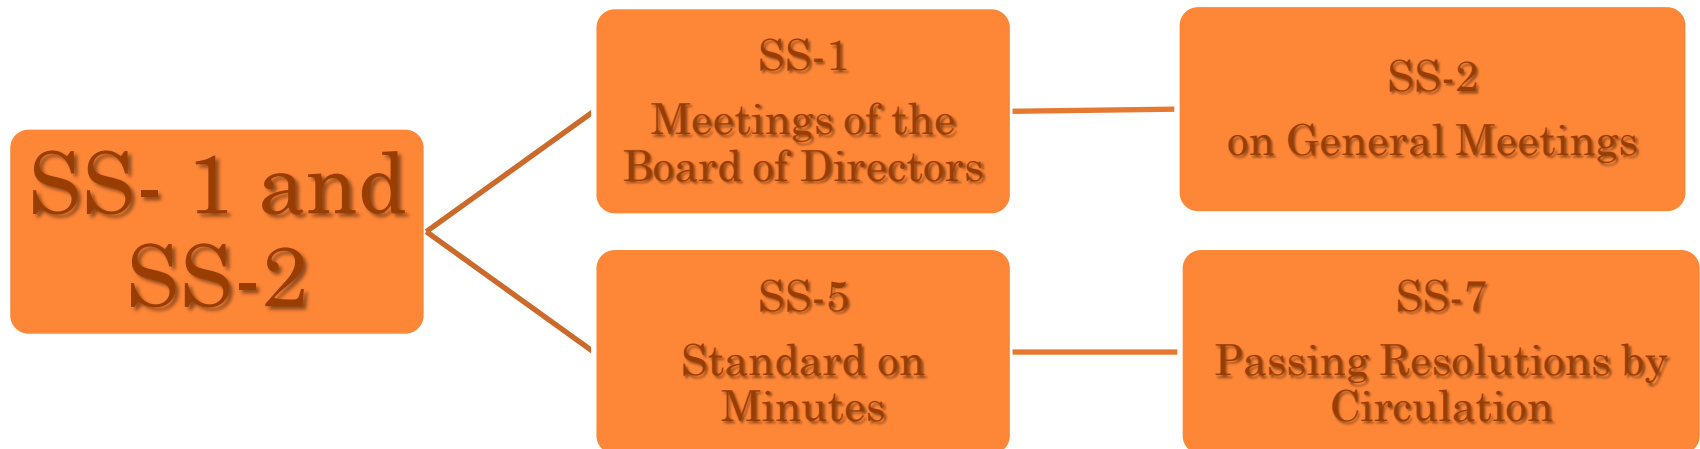 SS- 1 and
SS-2
SS-1
Meetings of the
Board of Directors
SS-2
on General Meetings
SS-5
Standard on
Minutes
SS-7
Passing Resolutions by
Circulation